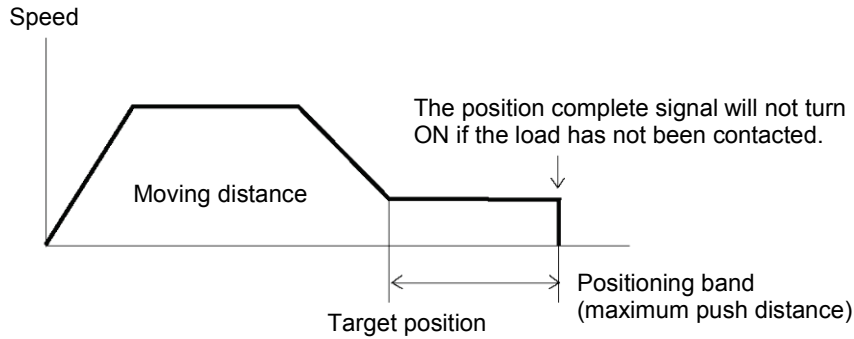 Speed
The position complete signal will not turn
ON if the load has not been contacted.
Moving distance
Positioning band
(maximum push distance)
Target position